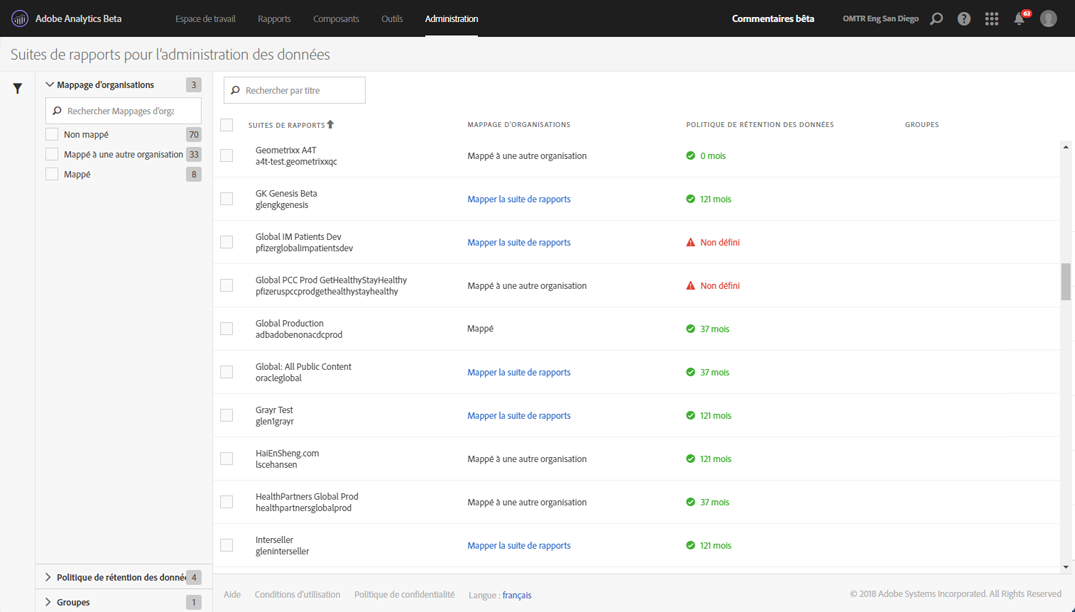 Adobe Analytics Beta
Espace de travail
Rapports
Composants
Outils
Administration
Commentaires bêta
OMTR Eng San Diego
63
Suites de rapports pour l'administration des données
Mappage d'organisations 3
Rechercher Mappages d'orga
Non mappé 70
Mappé à une autre organisation 33
Mappé 8
Politique de rétention des donné 4
Groupes 1
Rechercher par titre
SUITES DE RAPPORTS
MAPPAGE D'ORGANISATIONS
POLITIQUE DE RÉTENTION DES DONNÉES
GROUPES
Geometrixx A4T
a4t-test.geometrixxqc
Mappé à une autre organisation
0 mois
GK Genesis Beta
glengkgenesis
Mapper la suite de rapports
121 mois
Global IM Patients Dev
pfizerglobalimpatientsdev
Mapper la suite de rapports
Non défini
Global PCC Prod GetHealthyStayHealthy
pfizeruspccprodgethealthystayhealthy
Mappé à une autre organisation
Non défini
Global Production
adbadobenonacdcprod
Mappé
37 mois
Global: All Public Content
oracleglobal
Mapper la suite de rapports
37 mois
Grayr Test
glen1grayr
Mapper la suite de rapports
121 mois
HaiEnSheng.com
lscehansen
Mappé à une autre organisation
121 mois
HealthPartners Global Prod
healthpartnersglobalprod
Mappé à une autre organisation
37 mois
Interseller
gleninterseller
Mapper la suite de rapports
121 mois
Aide
Conditions d'utilisation
Politique de confidentialité
Langue : français
© 2018 Adobe Systems Incorporated. All Rights Reserved